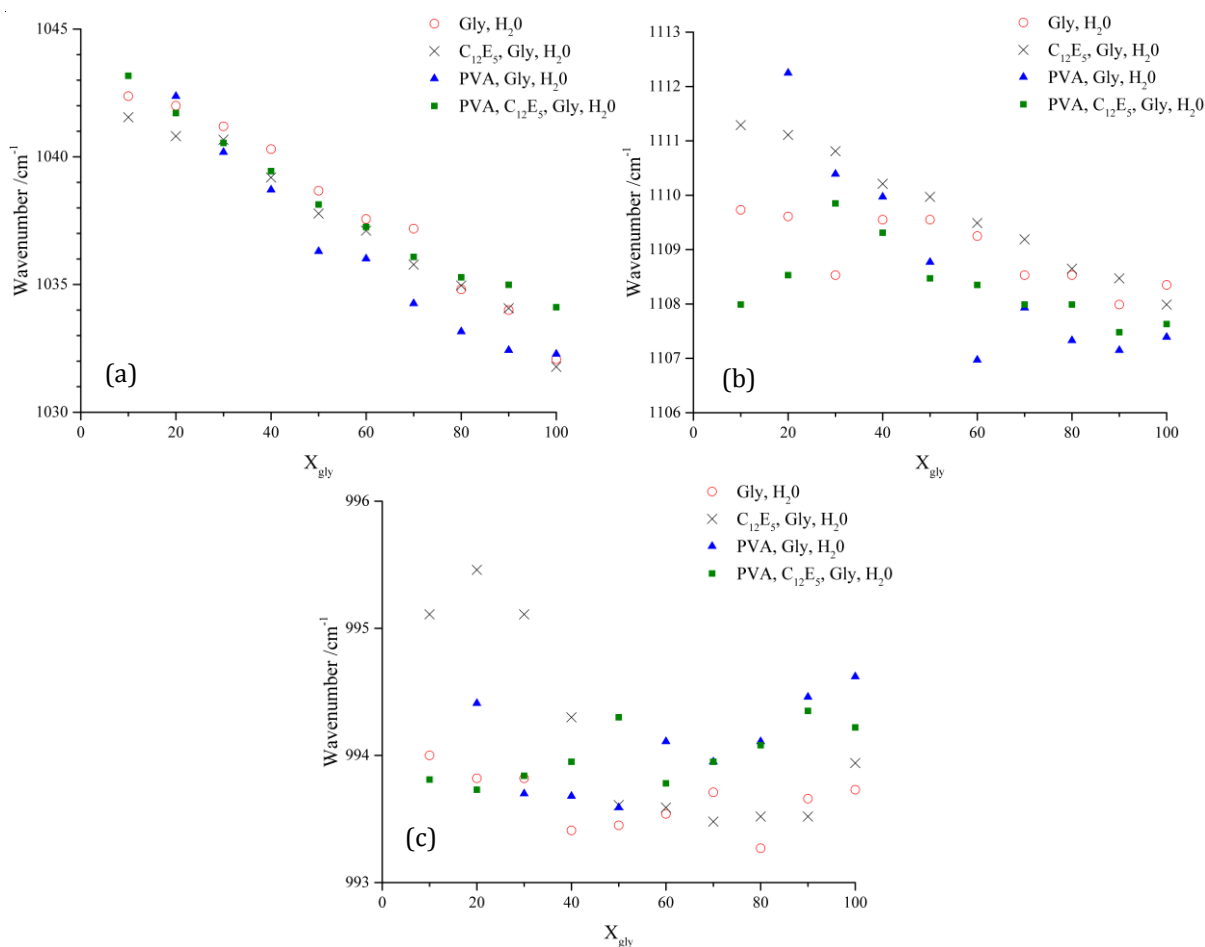 Gly, H₂0
C₁₂E₅, Gly, H₂0
PVA, Gly, H₂0
PVA, C₁₂E₅, Gly, H₂0
1045
1040
1035
1030
Wavenumber /cm⁻¹
(a)
0 20 40 60 80 100
X_gly
Gly, H₂0
C₁₂E₅, Gly, H₂0
PVA, Gly, H₂0
PVA, C₁₂E₅, Gly, H₂0
1113
1112
1111
1110
1109
1108
1107
1106
Wavenumber /cm⁻¹
(b)
0 20 40 60 80 100
X_gly
Gly, H₂0
C₁₂E₅, Gly, H₂0
PVA, Gly, H₂0
PVA, C₁₂E₅, Gly, H₂0
996
995
994
993
Wavenumber /cm⁻¹
(c)
0 20 40 60 80 100
X_gly